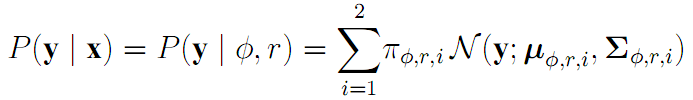 P(y | x) = P(y | ϕ, r) = ∑_{i=1}^{2} π_{ϕ,r,i} 𝒩(y; μ_{ϕ,r,i}, Σ_{ϕ,r,i})